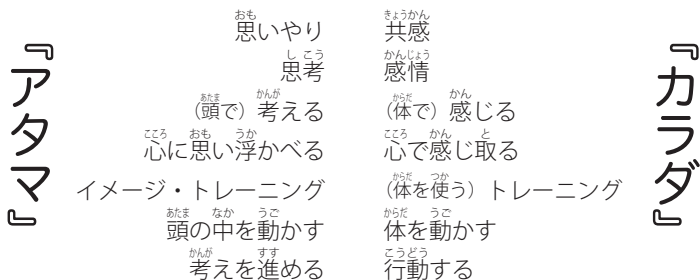 『アタマ』
思いやり 共感
思考 感情
（頭で）考える （体で）感じる
心に思い浮かべる 心で感じ取る
イメージ・トレーニング （体を使う）トレーニング
頭の中を動かす 体を動かす
考えを進める 行動する
『カラダ』